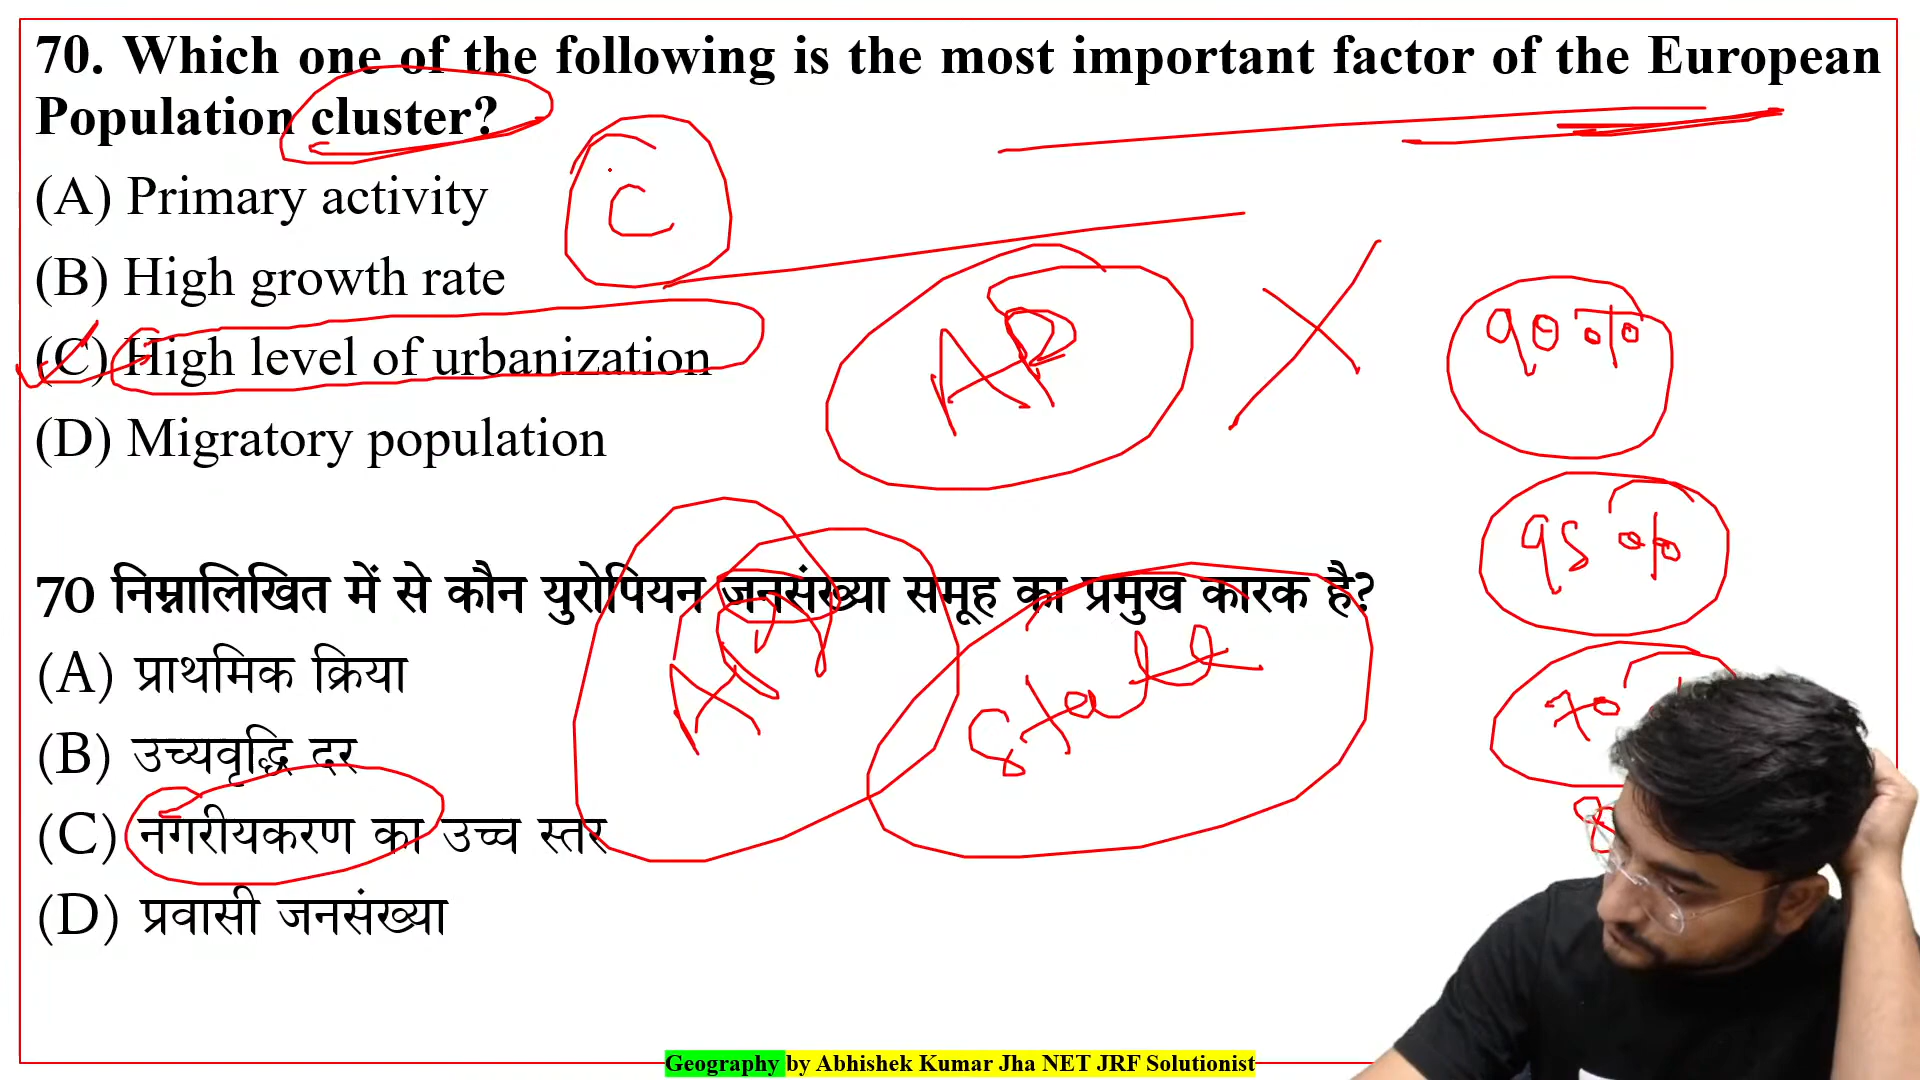 70. Which one of the following is the most important factor of the European
Population cluster?
(A) Primary activity
C
(B) High growth rate
(C) High level of urbanization
AP
90 %
(D) Migratory population
95 %
70 निम्नालिखित में से कौन युरोपियन जनसंख्या समूह का प्रमुख कारक है?
(A) प्राथमिक क्रिया
State
70
(B) उच्यवृद्धि दर
(C) नगरीयकरण का उच्च स्तर
(D) प्रवासी जनसंख्या
Geography by Abhishek Kumar Jha NET JRF Solutionist